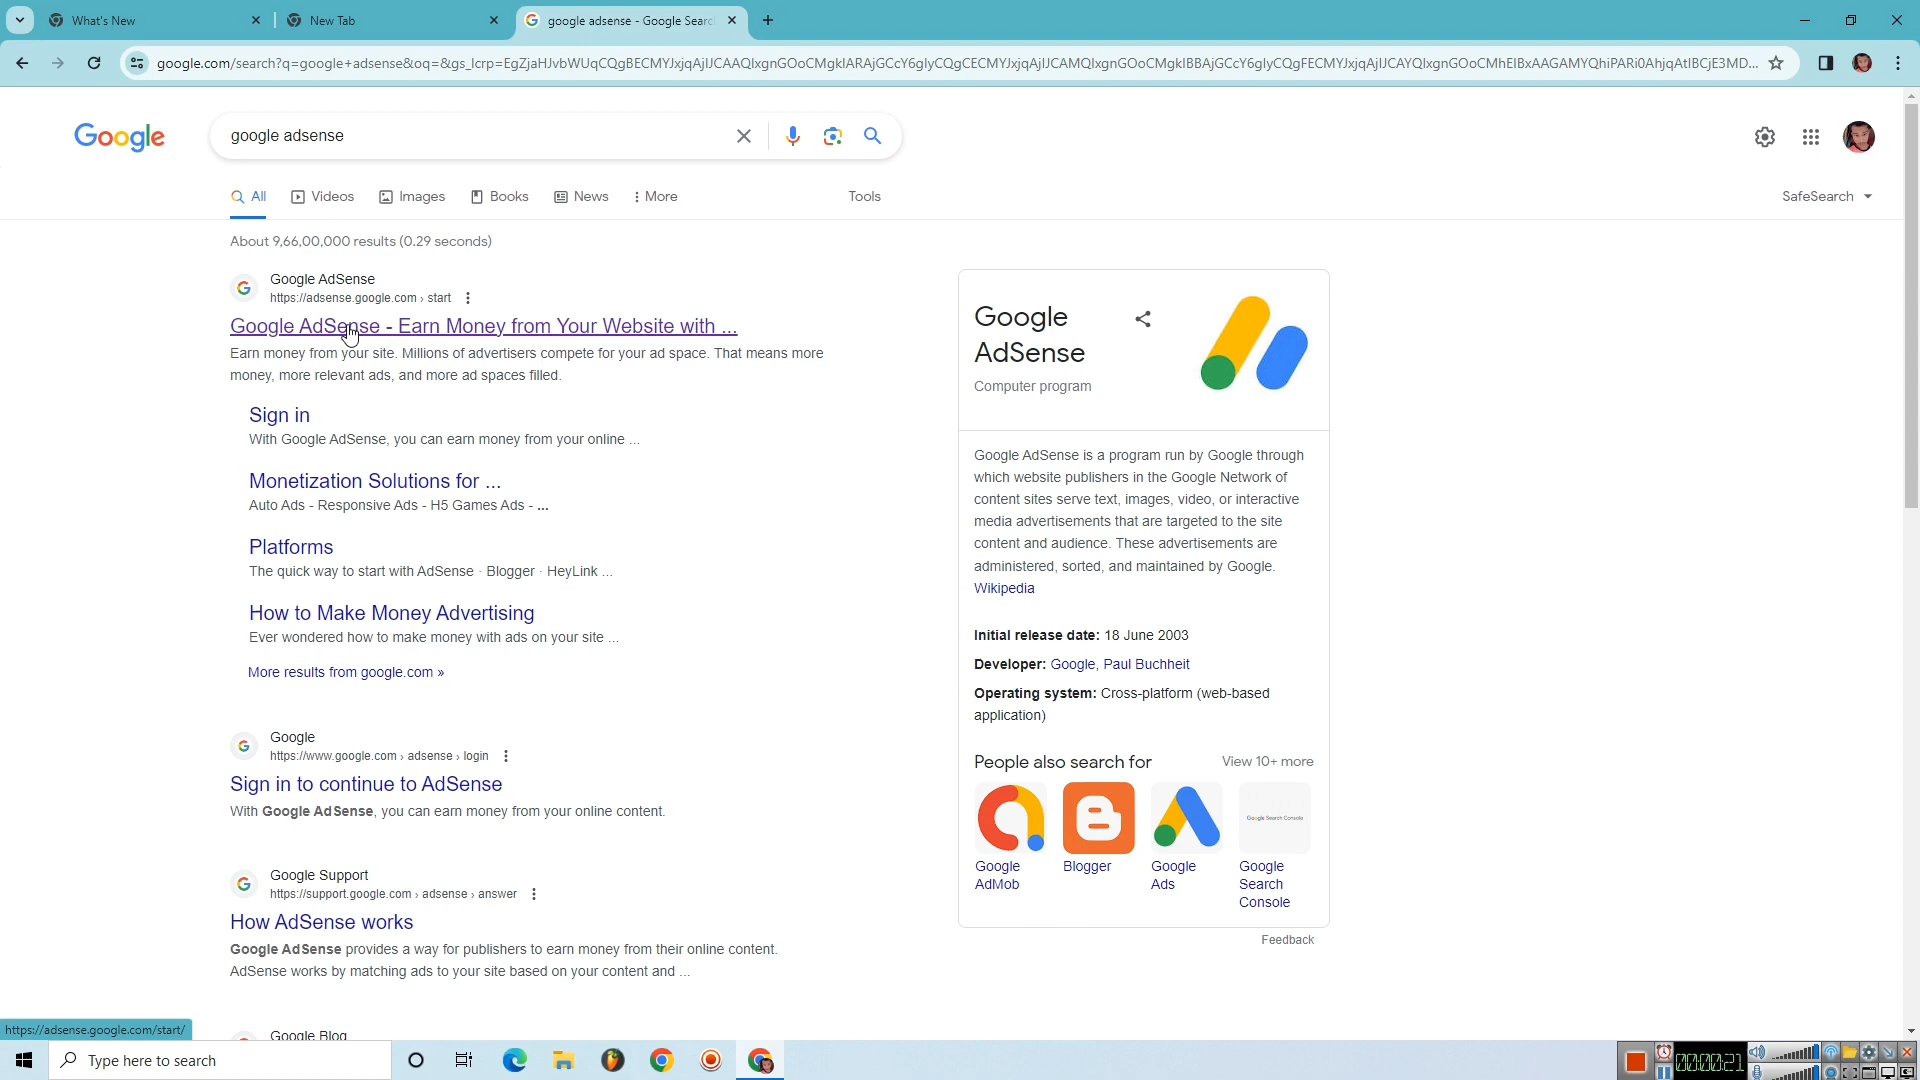 What's New
New Tab
google adsense - Google Searc
google.com/search?q=google+adsense&oq=&gs_lcrp=
Google
google adsense
All
Videos
Images
Books
News
More
Tools
SafeSearch
About 9,66,00,000 results (0.29 seconds)
Google AdSense
https://adsense.google.com › start
Google AdSense - Earn Money from Your Website with ...
Earn money from your site. Millions of advertisers compete for your ad space. That means more
money, more relevant ads, and more ad spaces filled.
Sign in
With Google AdSense, you can earn money from your online ...
Monetization Solutions for ...
Auto Ads - Responsive Ads - H5 Games Ads - ...
Platforms
The quick way to start with AdSense · Blogger · HeyLink ...
How to Make Money Advertising
Ever wondered how to make money with ads on your site ...
More results from google.com »
Google
https://www.google.com › adsense › login
Sign in to continue to AdSense
With Google AdSense, you can earn money from your online content.
Google Support
https://support.google.com › adsense › answer
How AdSense works
Google AdSense provides a way for publishers to earn money from their online content.
AdSense works by matching ads to your site based on your content and ...
Google Blog
Google
AdSense
Computer program
Google AdSense is a program run by Google through
which website publishers in the Google Network of
content sites serve text, images, video, or interactive
media advertisements that are targeted to the site
content and audience. These advertisements are
administered, sorted, and maintained by Google.
Wikipedia
Initial release date: 18 June 2003
Developer: Google, Paul Buchheit
Operating system: Cross-platform (web-based
application)
People also search for
View 10+ more
Google Search Console
Google
AdMob
Blogger
Google
Ads
Google
Search
Console
Feedback
https://adsense.google.com/start/
Type here to search
00:00:21